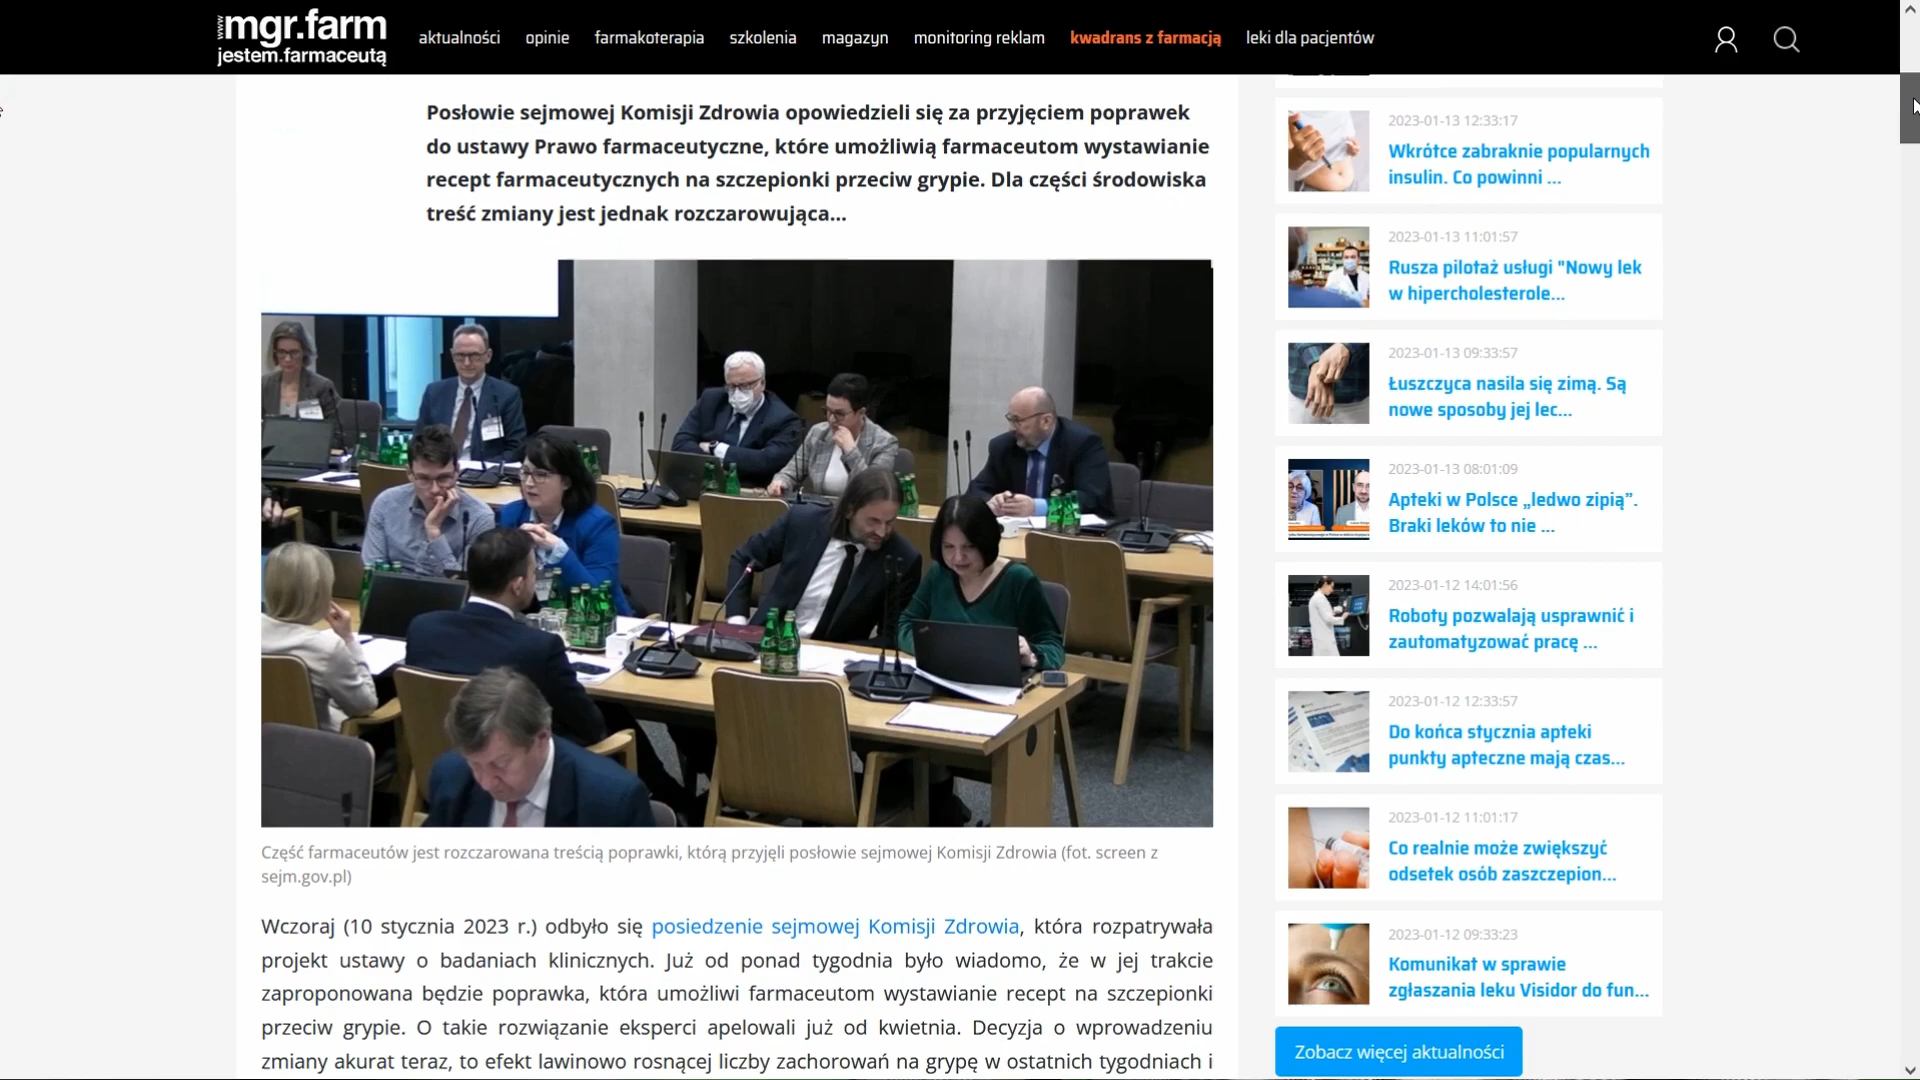 www.mgr.farm
jestem.farmaceutą
aktualności opinie farmakoterapia szkolenia magazyn monitoring reklam kwadrans z farmacją leki dla pacjentów
Posłowie sejmowej Komisji Zdrowia opowiedzieli się za przyjęciem poprawek
do ustawy Prawo farmaceutyczne, które umożliwią farmaceutom wystawianie
recept farmaceutycznych na szczepionki przeciw grypie. Dla części środowiska
treść zmiany jest jednak rozczarowująca...
Część farmaceutów jest rozczarowana treścią poprawki, którą przyjęli posłowie sejmowej Komisji Zdrowia (fot. screen z
sejm.gov.pl)
Wczoraj (10 stycznia 2023 r.) odbyło się posiedzenie sejmowej Komisji Zdrowia, która rozpatrywała
projekt ustawy o badaniach klinicznych. Już od ponad tygodnia było wiadomo, że w jej trakcie
zaproponowana będzie poprawka, która umożliwi farmaceutom wystawianie recept na szczepionki
przeciw grypie. O takie rozwiązanie eksperci apelowali już od kwietnia. Decyzja o wprowadzeniu
zmiany akurat teraz, to efekt lawinowo rosnącej liczby zachorowań na grypę w ostatnich tygodniach i
2023-01-13 12:33:17
Wkrótce zabraknie popularnych
insulin. Co powinni ...
2023-01-13 11:01:57
Rusza pilotaż usługi "Nowy lek
w hipercholesterole...
2023-01-13 09:33:57
Łuszczyca nasila się zimą. Są
nowe sposoby jej lec...
2023-01-13 08:01:09
Apteki w Polsce „ledwo zipią”.
Braki leków to nie ...
2023-01-12 14:01:56
Roboty pozwalają usprawnić i
zautomatyzować pracę ...
2023-01-12 12:33:57
Do końca stycznia apteki
punkty apteczne mają czas...
2023-01-12 11:01:17
Co realnie może zwiększyć
odsetek osób zaszczepion...
2023-01-12 09:33:23
Komunikat w sprawie
zgłaszania leku Visidor do fun...
Zobacz więcej aktualności